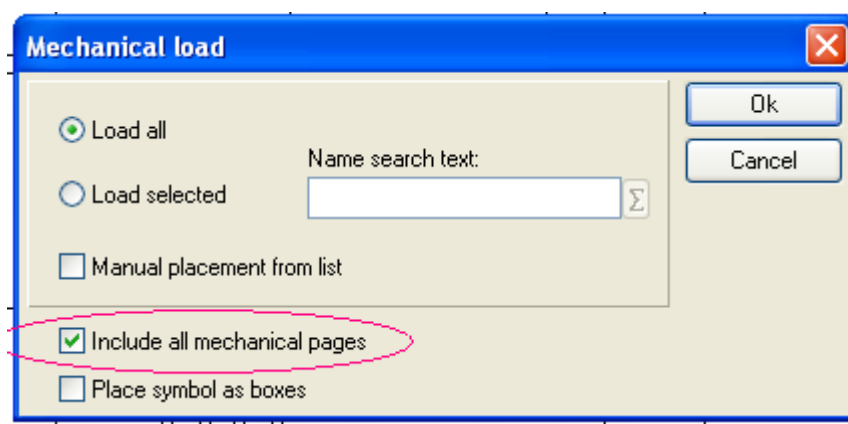 Mechanical load
Ok
Load all
Name search text:
Cancel
Load selected
Σ
Manual placement from list
Include all mechanical pages
Place symbol as boxes